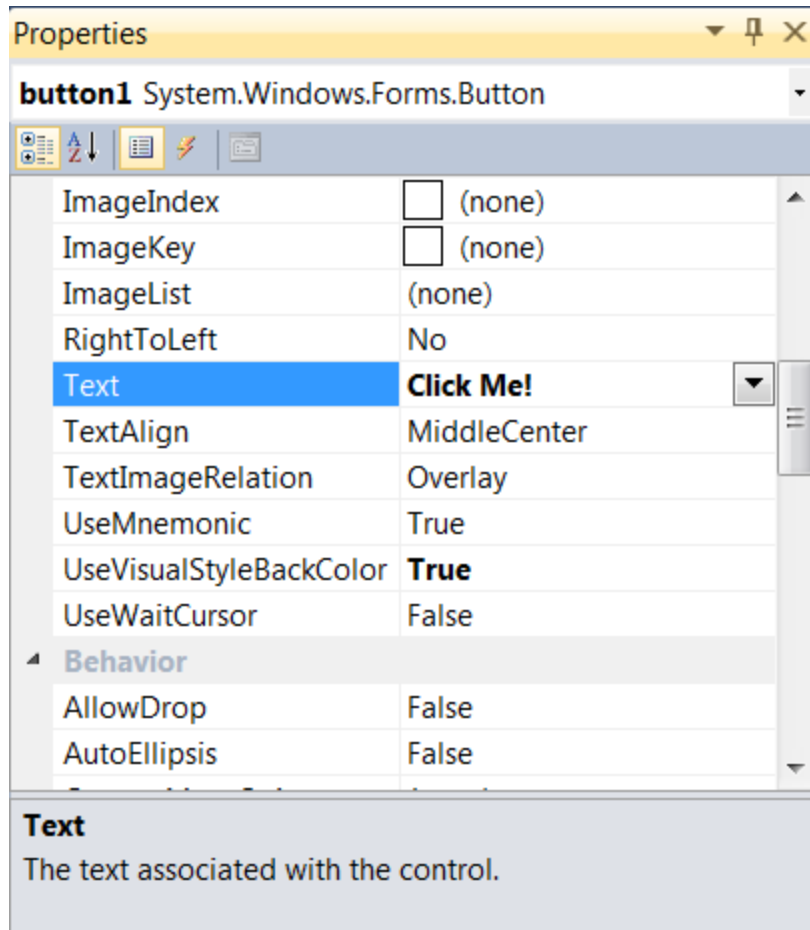 Properties
button1 System.Windows.Forms.Button
ImageIndex (none)
ImageKey (none)
ImageList (none)
RightToLeft No
Text Click Me!
TextAlign MiddleCenter
TextImageRelation Overlay
UseMnemonic True
UseVisualStyleBackColor True
UseWaitCursor False
Behavior
AllowDrop False
AutoEllipsis False
Text
The text associated with the control.